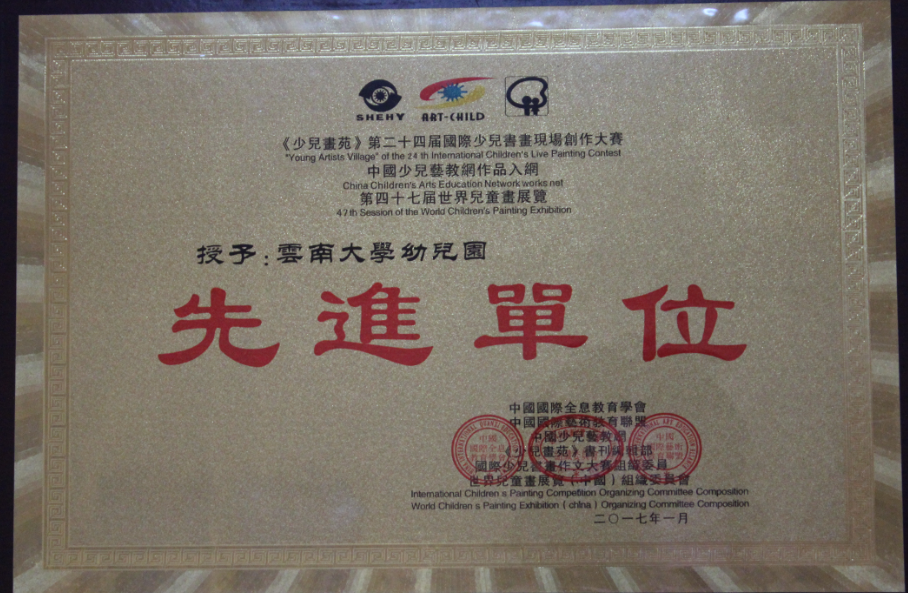 SHEHY ART-CHILD
《少兒畫苑》第二十四届國際少兒書畫現場創作大賽
"Young Artists Village" of the 24 th International Children's Live Painting Contest
中國少兒藝教網作品入網
China Children's Arts Education Network works net
第四十七届世界兒童畫展覽
47th Session of the World Children's Painting Exhibition
授予:雲南大學幼兒園
先進單位
中國國際全息教育學會
中國國際藝術教育聯盟
中國少兒藝教網
《少兒畫苑》書刊編輯部
國際少兒書畫作文大賽組織委員
世界兒童畫展覽(中國)組織委員會
International Children s Painting Competition Organizing Committee Composition
World Children s Painting Exhibition ( china ) Organizing Committee Composition
二〇一七年一月